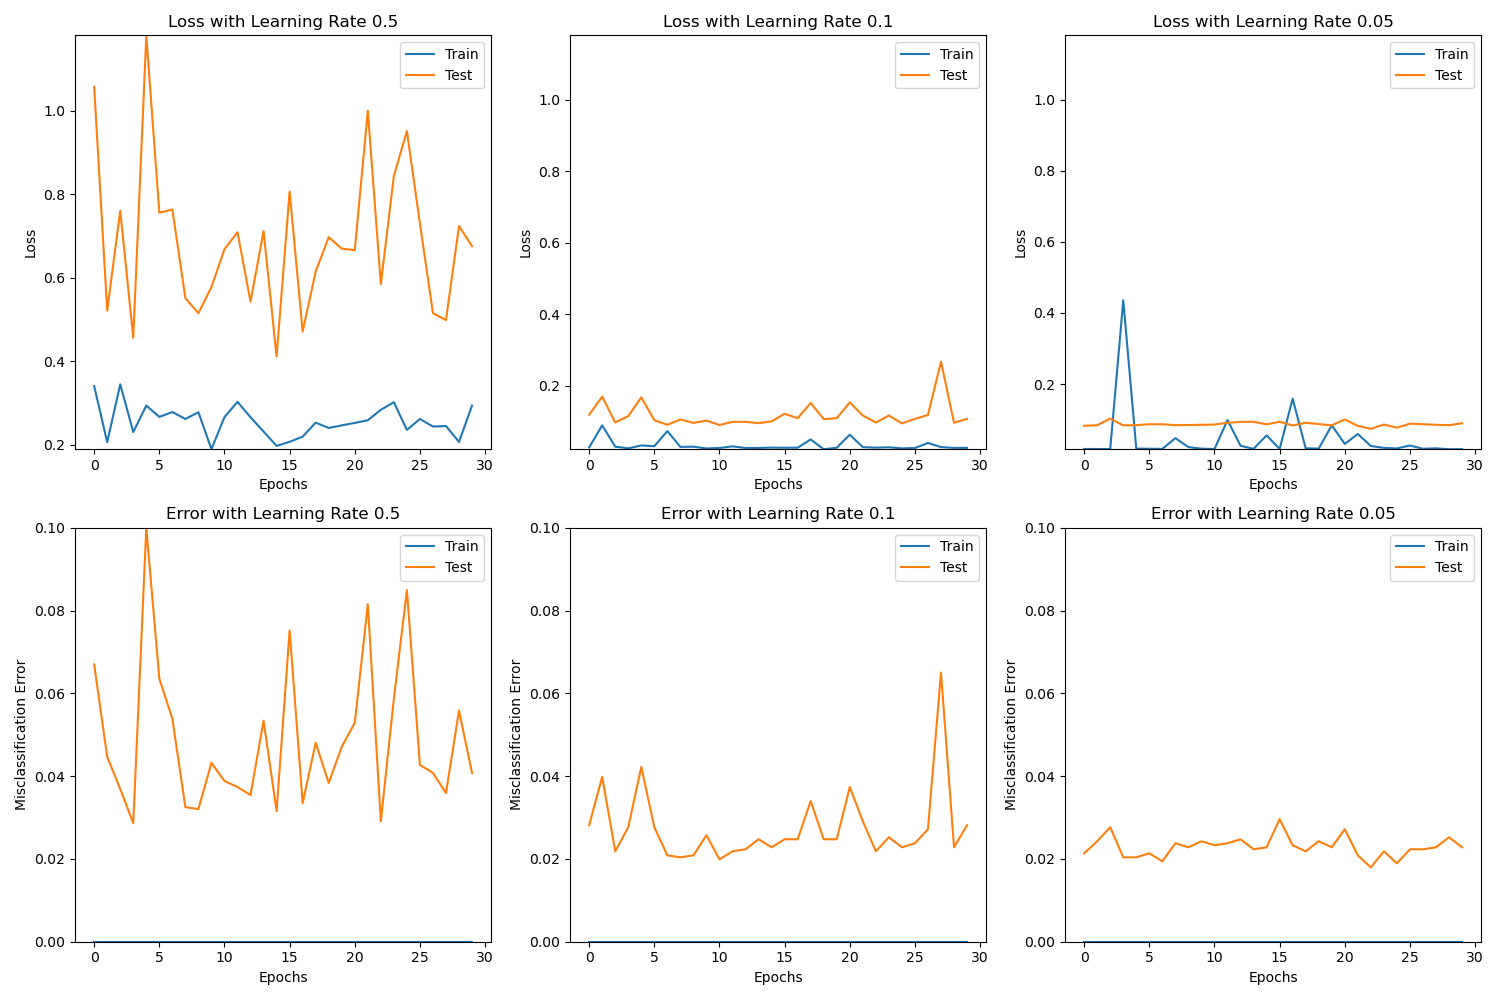 Loss with Learning Rate 0.5
Loss
1.0
0.8
0.6
0.4
0.2
0 5 10 15 20 25 30
Epochs
Train
Test
Loss with Learning Rate 0.1
Loss
1.0
0.8
0.6
0.4
0.2
0 5 10 15 20 25 30
Epochs
Train
Test
Loss with Learning Rate 0.05
Loss
1.0
0.8
0.6
0.4
0.2
0 5 10 15 20 25 30
Epochs
Train
Test
Error with Learning Rate 0.5
Misclassification Error
0.10
0.08
0.06
0.04
0.02
0.00
0 5 10 15 20 25 30
Epochs
Train
Test
Error with Learning Rate 0.1
Misclassification Error
0.10
0.08
0.06
0.04
0.02
0.00
0 5 10 15 20 25 30
Epochs
Train
Test
Error with Learning Rate 0.05
Misclassification Error
0.10
0.08
0.06
0.04
0.02
0.00
0 5 10 15 20 25 30
Epochs
Train
Test